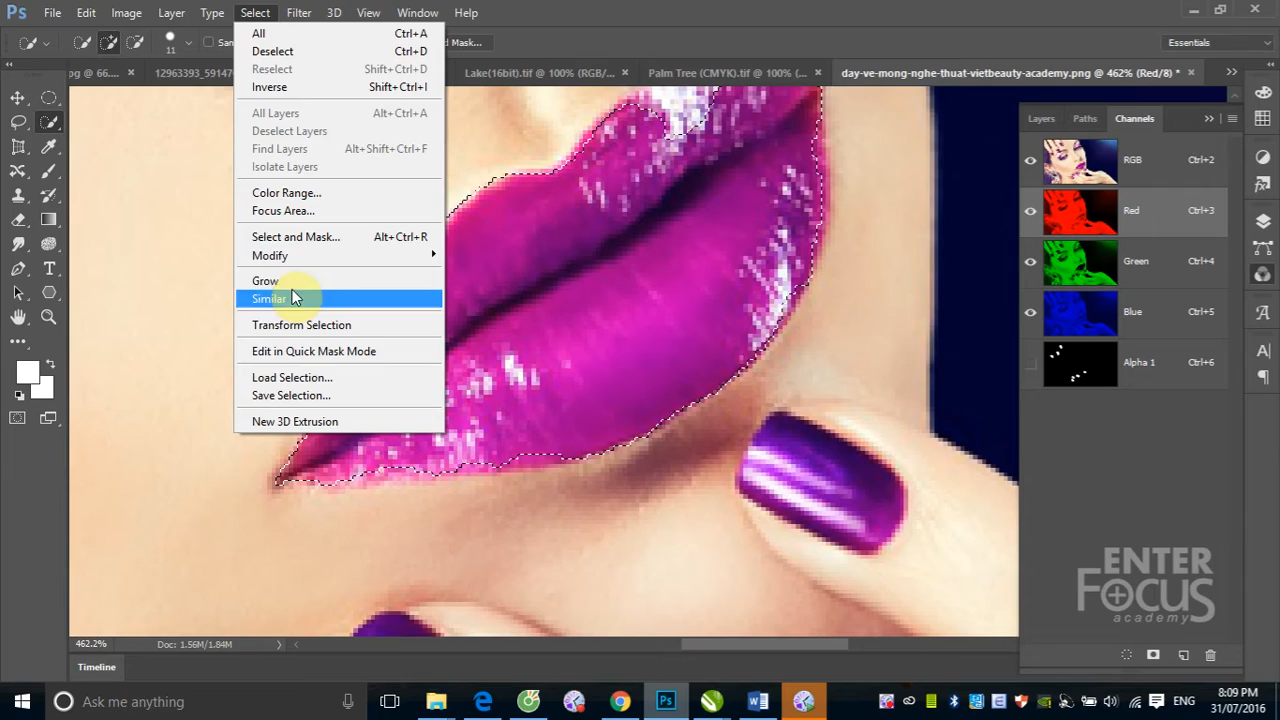 Ps File Edit Image Layer Type Select Filter 3D View Window Help
11 Sam Mask... Essentials
jpg @ 66.... × 12963393_59147 Lake(16bit).tif @ 100% (RGB/... × Palm Tree (CMYK).tif @ 100% (... × day-ve-mong-nghe-thuat-vietbeauty-academy.png @ 462% (Red/8) * ×
All Ctrl+A
Deselect Ctrl+D
Reselect Shift+Ctrl+D
Inverse Shift+Ctrl+I
All Layers Alt+Ctrl+A
Deselect Layers
Find Layers Alt+Shift+Ctrl+F
Isolate Layers
Color Range...
Focus Area...
Select and Mask... Alt+Ctrl+R
Modify
Grow
Similar
Transform Selection
Edit in Quick Mask Mode
Load Selection...
Save Selection...
New 3D Extrusion
Layers Paths Channels
RGB Ctrl+2
Red Ctrl+3
Green Ctrl+4
Blue Ctrl+5
Alpha 1 Ctrl+6
ENTER
FOCUS
academy
462.2% Doc: 1.56M/1.84M
Timeline
Ask me anything
ENG
8:09 PM
31/07/2016